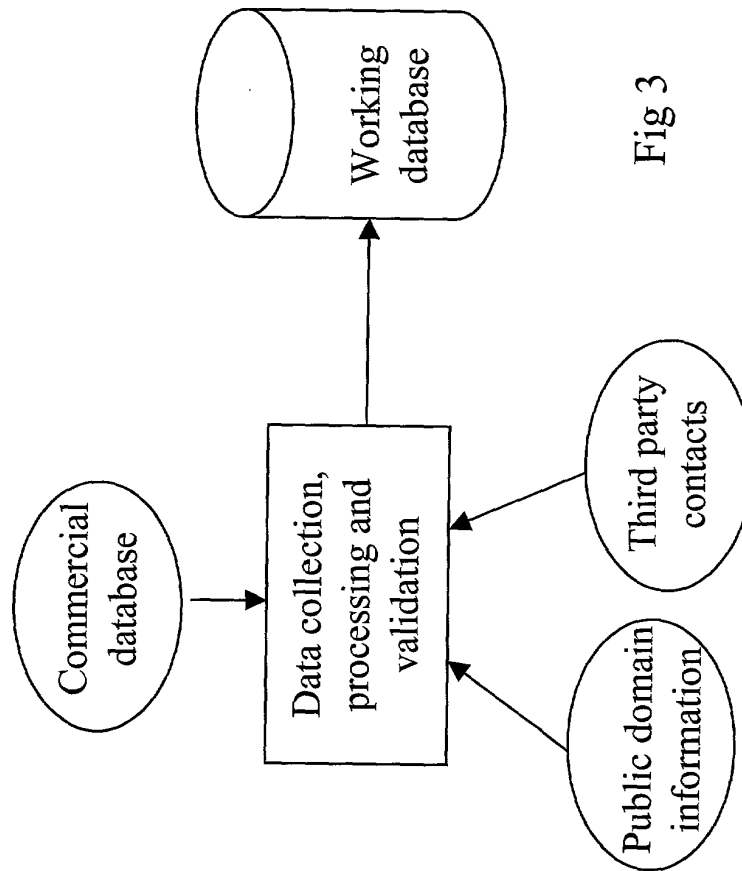 Commercial
database
Data collection,
processing and
validation
Working
database
Public domain
information
Third party
contacts
Fig 3